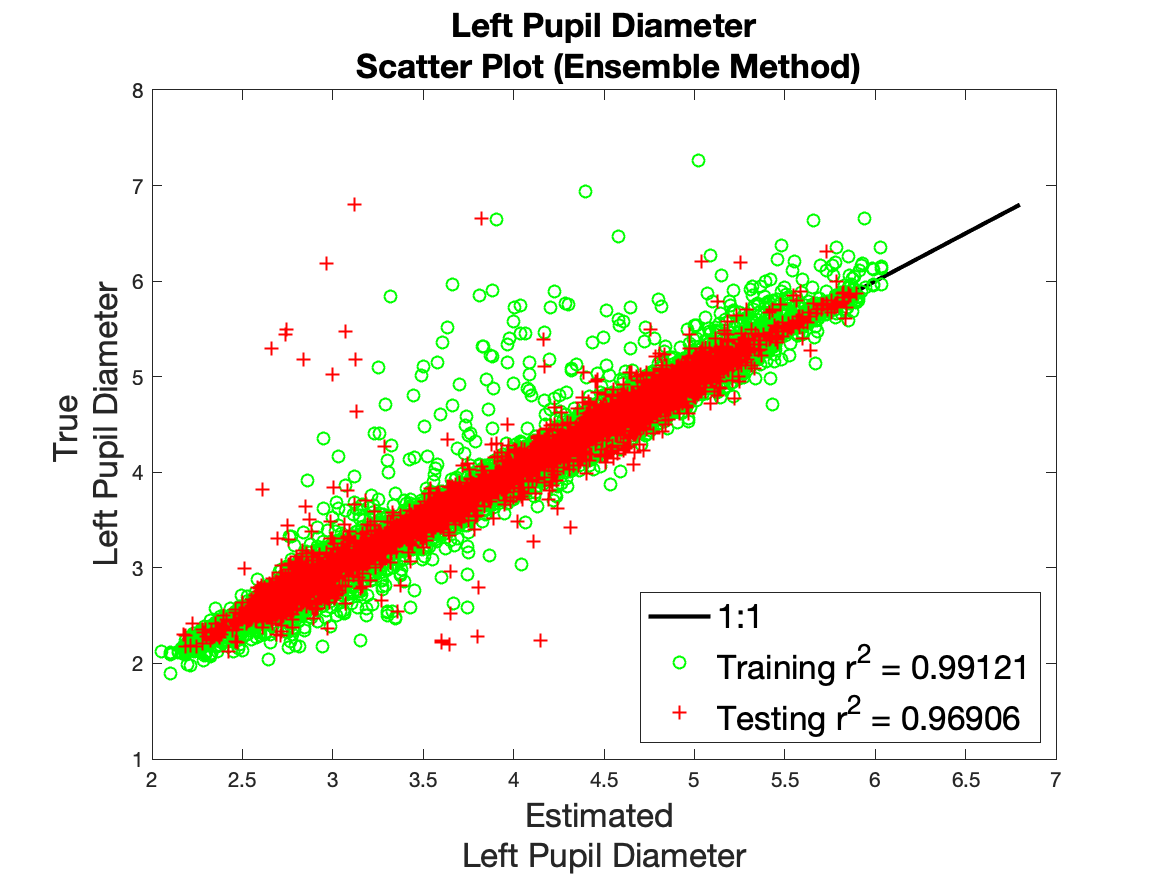 Left Pupil Diameter
Scatter Plot (Ensemble Method)
8
7
6
5
4
3
2
1
True
Left Pupil Diameter
1:1
Training r² = 0.99121
Testing r² = 0.96906
2 2.5 3 3.5 4 4.5 5 5.5 6 6.5 7
Estimated
Left Pupil Diameter